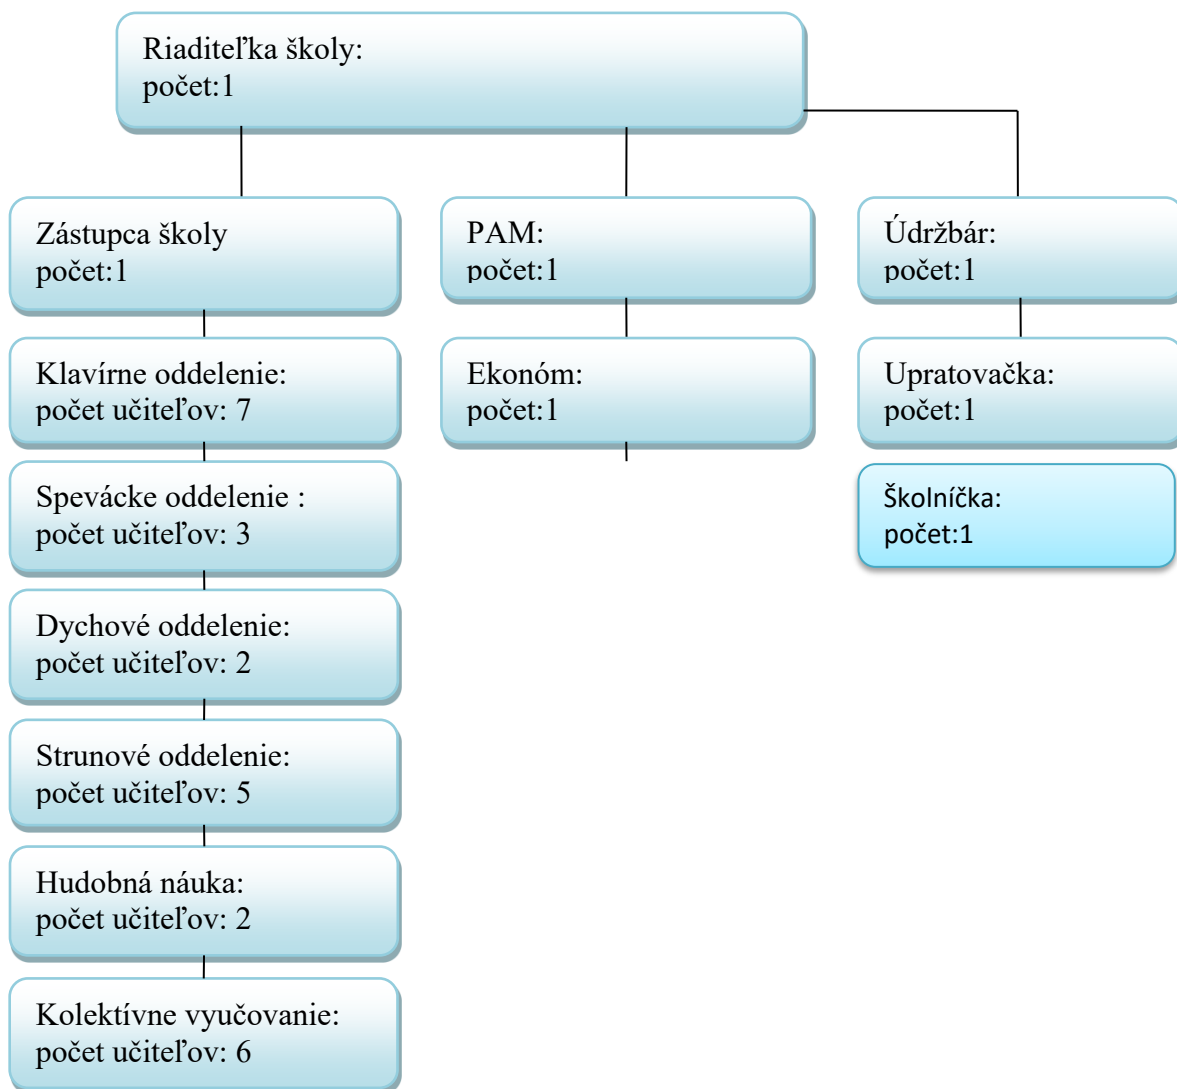 Riaditeľka školy:
počet:1
Zástupca školy
počet:1
PAM:
počet:1
Údržbár:
počet:1
Klavírne oddelenie:
počet učiteľov: 7
Ekonóm:
počet:1
Upratovačka:
počet:1
Spevácke oddelenie :
počet učiteľov: 3
Školníčka:
počet:1
Dychové oddelenie:
počet učiteľov: 2
Strunové oddelenie:
počet učiteľov: 5
Hudobná náuka:
počet učiteľov: 2
Kolektívne vyučovanie:
počet učiteľov: 6